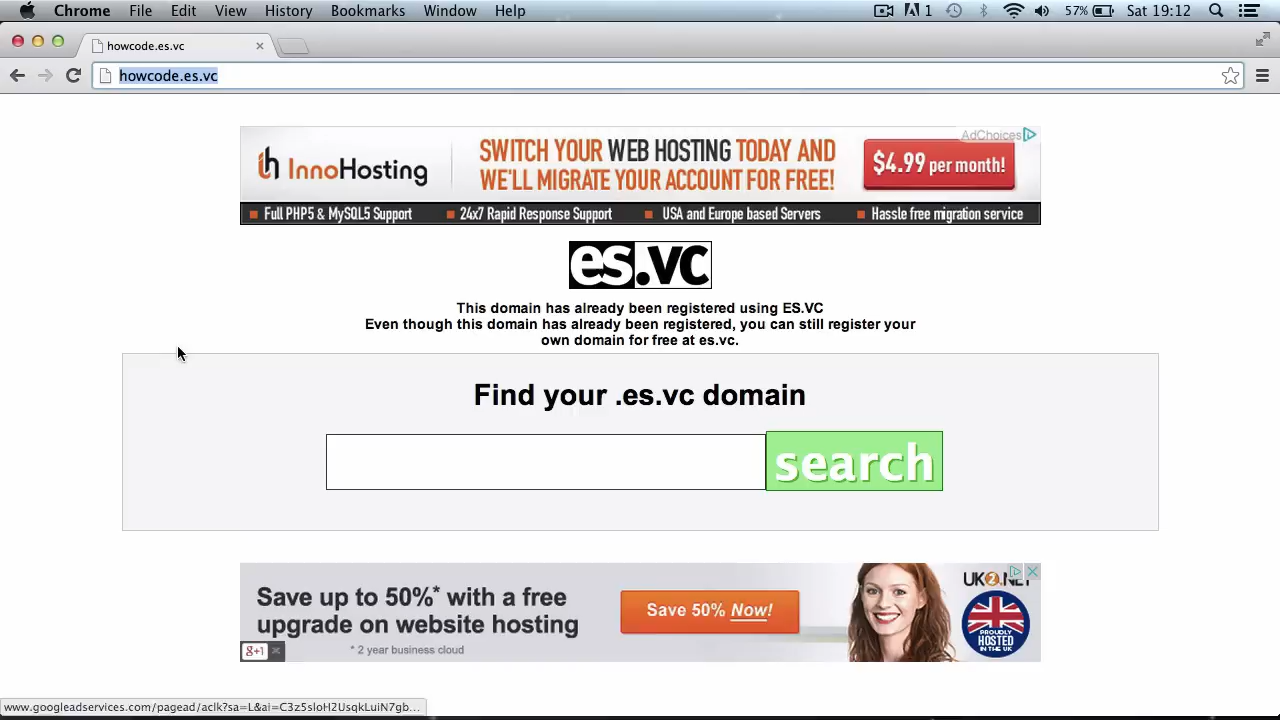 Chrome File Edit View History Bookmarks Window Help 1 57% Sat 19:12
howcode.es.vc
howcode.es.vc
AdChoices
InnoHosting
SWITCH YOUR WEB HOSTING TODAY AND
WE'LL MIGRATE YOUR ACCOUNT FOR FREE!
$4.99 per month!
Full PHP5 & MySQL5 Support 24x7 Rapid Response Support USA and Europe based Servers Hassle free migration service
es.vc
This domain has already been registered using ES.VC
Even though this domain has already been registered, you can still register your
own domain for free at es.vc.
Find your .es.vc domain
search
Save up to 50%* with a free
upgrade on website hosting
* 2 year business cloud
Save 50% Now!
PROUDLY
HOSTED
IN THE UK
g+1
www.googleadservices.com/pagead/aclk?sa=L&ai=C3z5sloH2UsqkLuiN7gb...